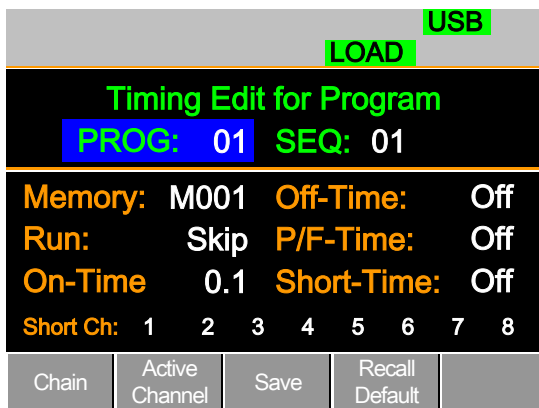 USB
LOAD
Timing Edit for Program
PROG: 01 SEQ: 01
Memory: M001 Off-Time: Off
Run: Skip P/F-Time: Off
On-Time 0.1 Short-Time: Off
Short Ch: 1 2 3 4 5 6 7 8
Chain Active Channel Save Recall Default